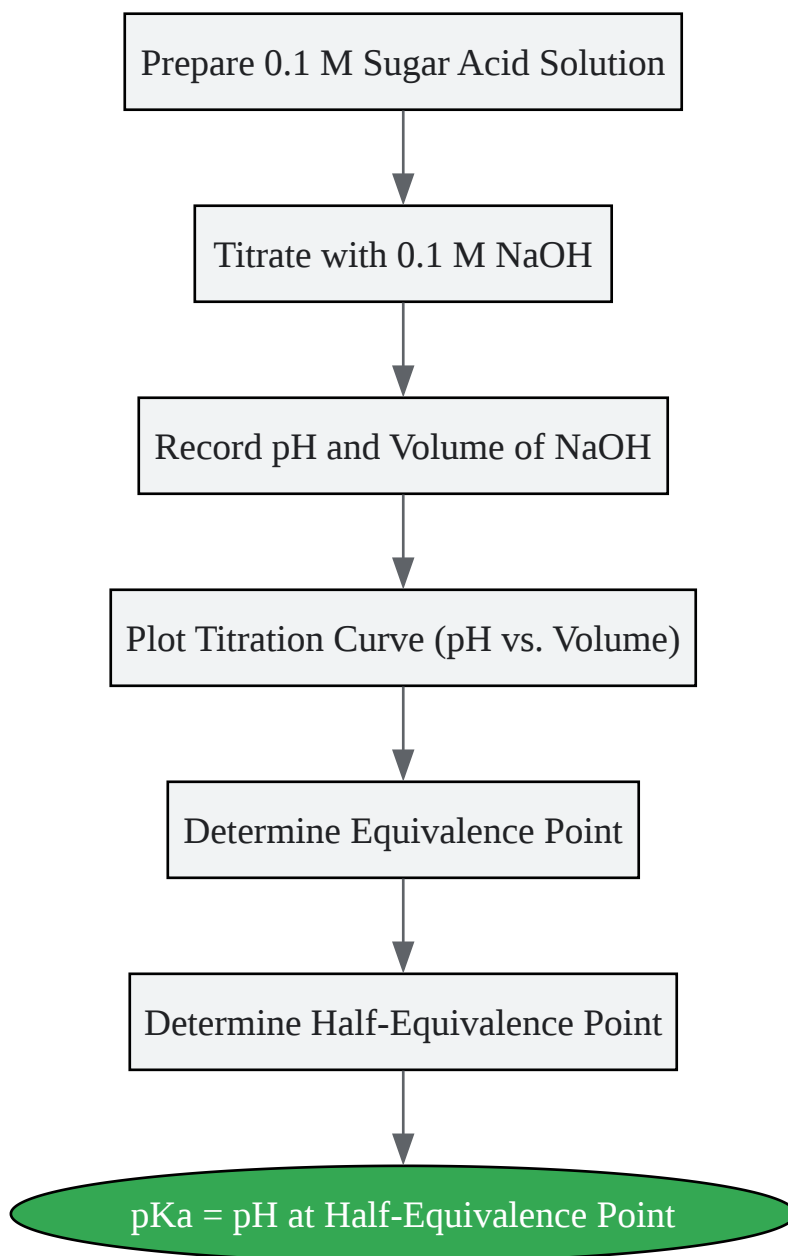 Prepare 0.1 M Sugar Acid Solution
Titrate with 0.1 M NaOH
Record pH and Volume of NaOH
Plot Titration Curve (pH vs. Volume)
Determine Equivalence Point
Determine Half-Equivalence Point
pKa = pH at Half-Equivalence Point